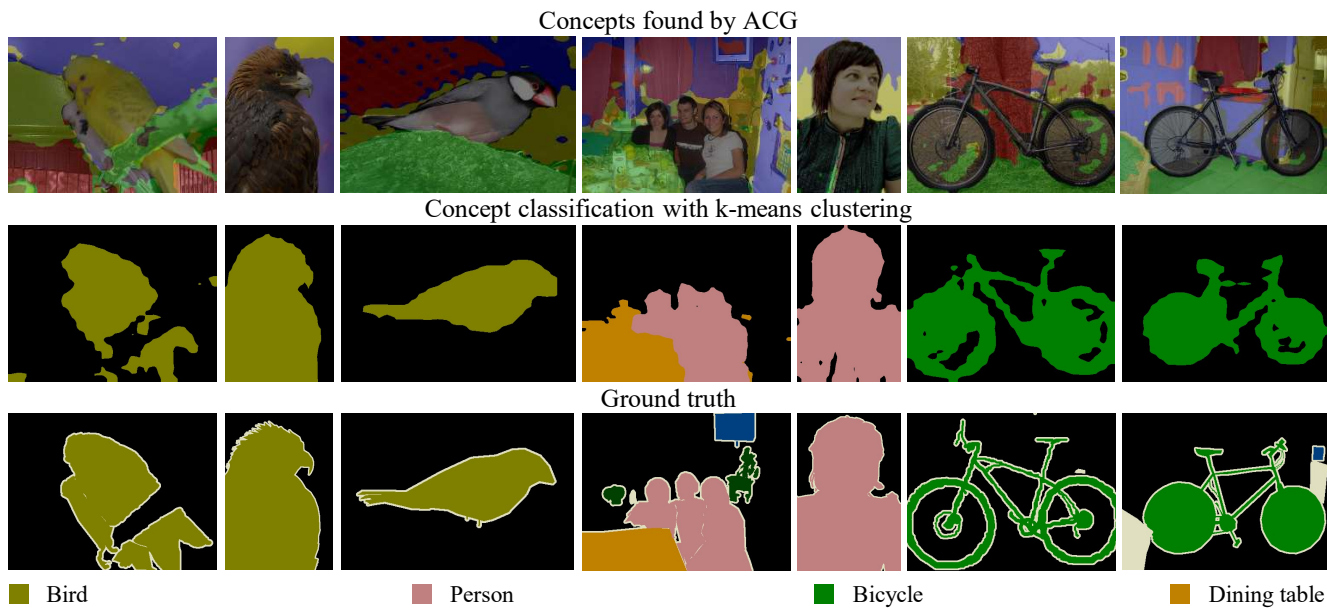 Concepts found by ACG
Concept classification with k-means clustering
Ground truth
Bird Person Bicycle Dining table